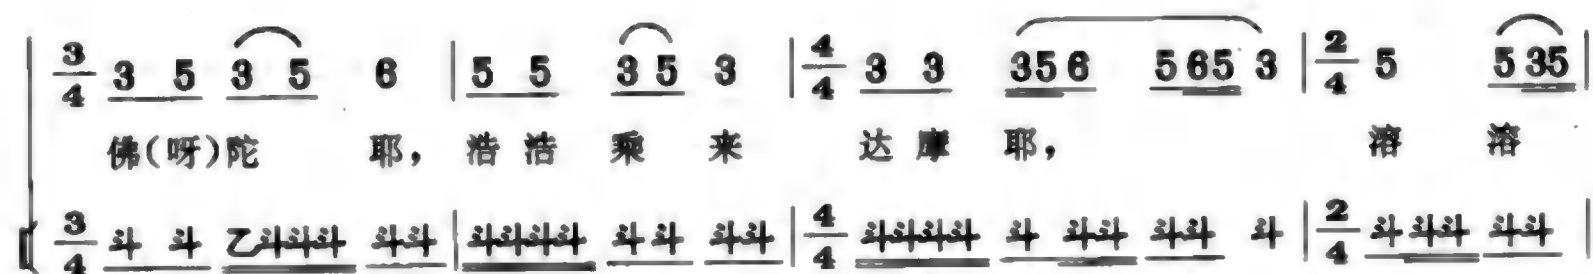 3/4 3 5 3 5 6 | 5 5 3 5 3 | 4/4 3 3 356 565 3 | 2/4 5 5 35 |
佛(呀)陀 耶，浩浩 乘 来 达摩 耶， 溶 溶
3/4 斗 斗 乙斗斗斗 斗斗 | 斗斗斗斗 斗斗 斗斗 | 4/4 斗斗斗斗 斗 斗斗 斗斗 斗 | 2/4 斗斗斗 斗斗 |